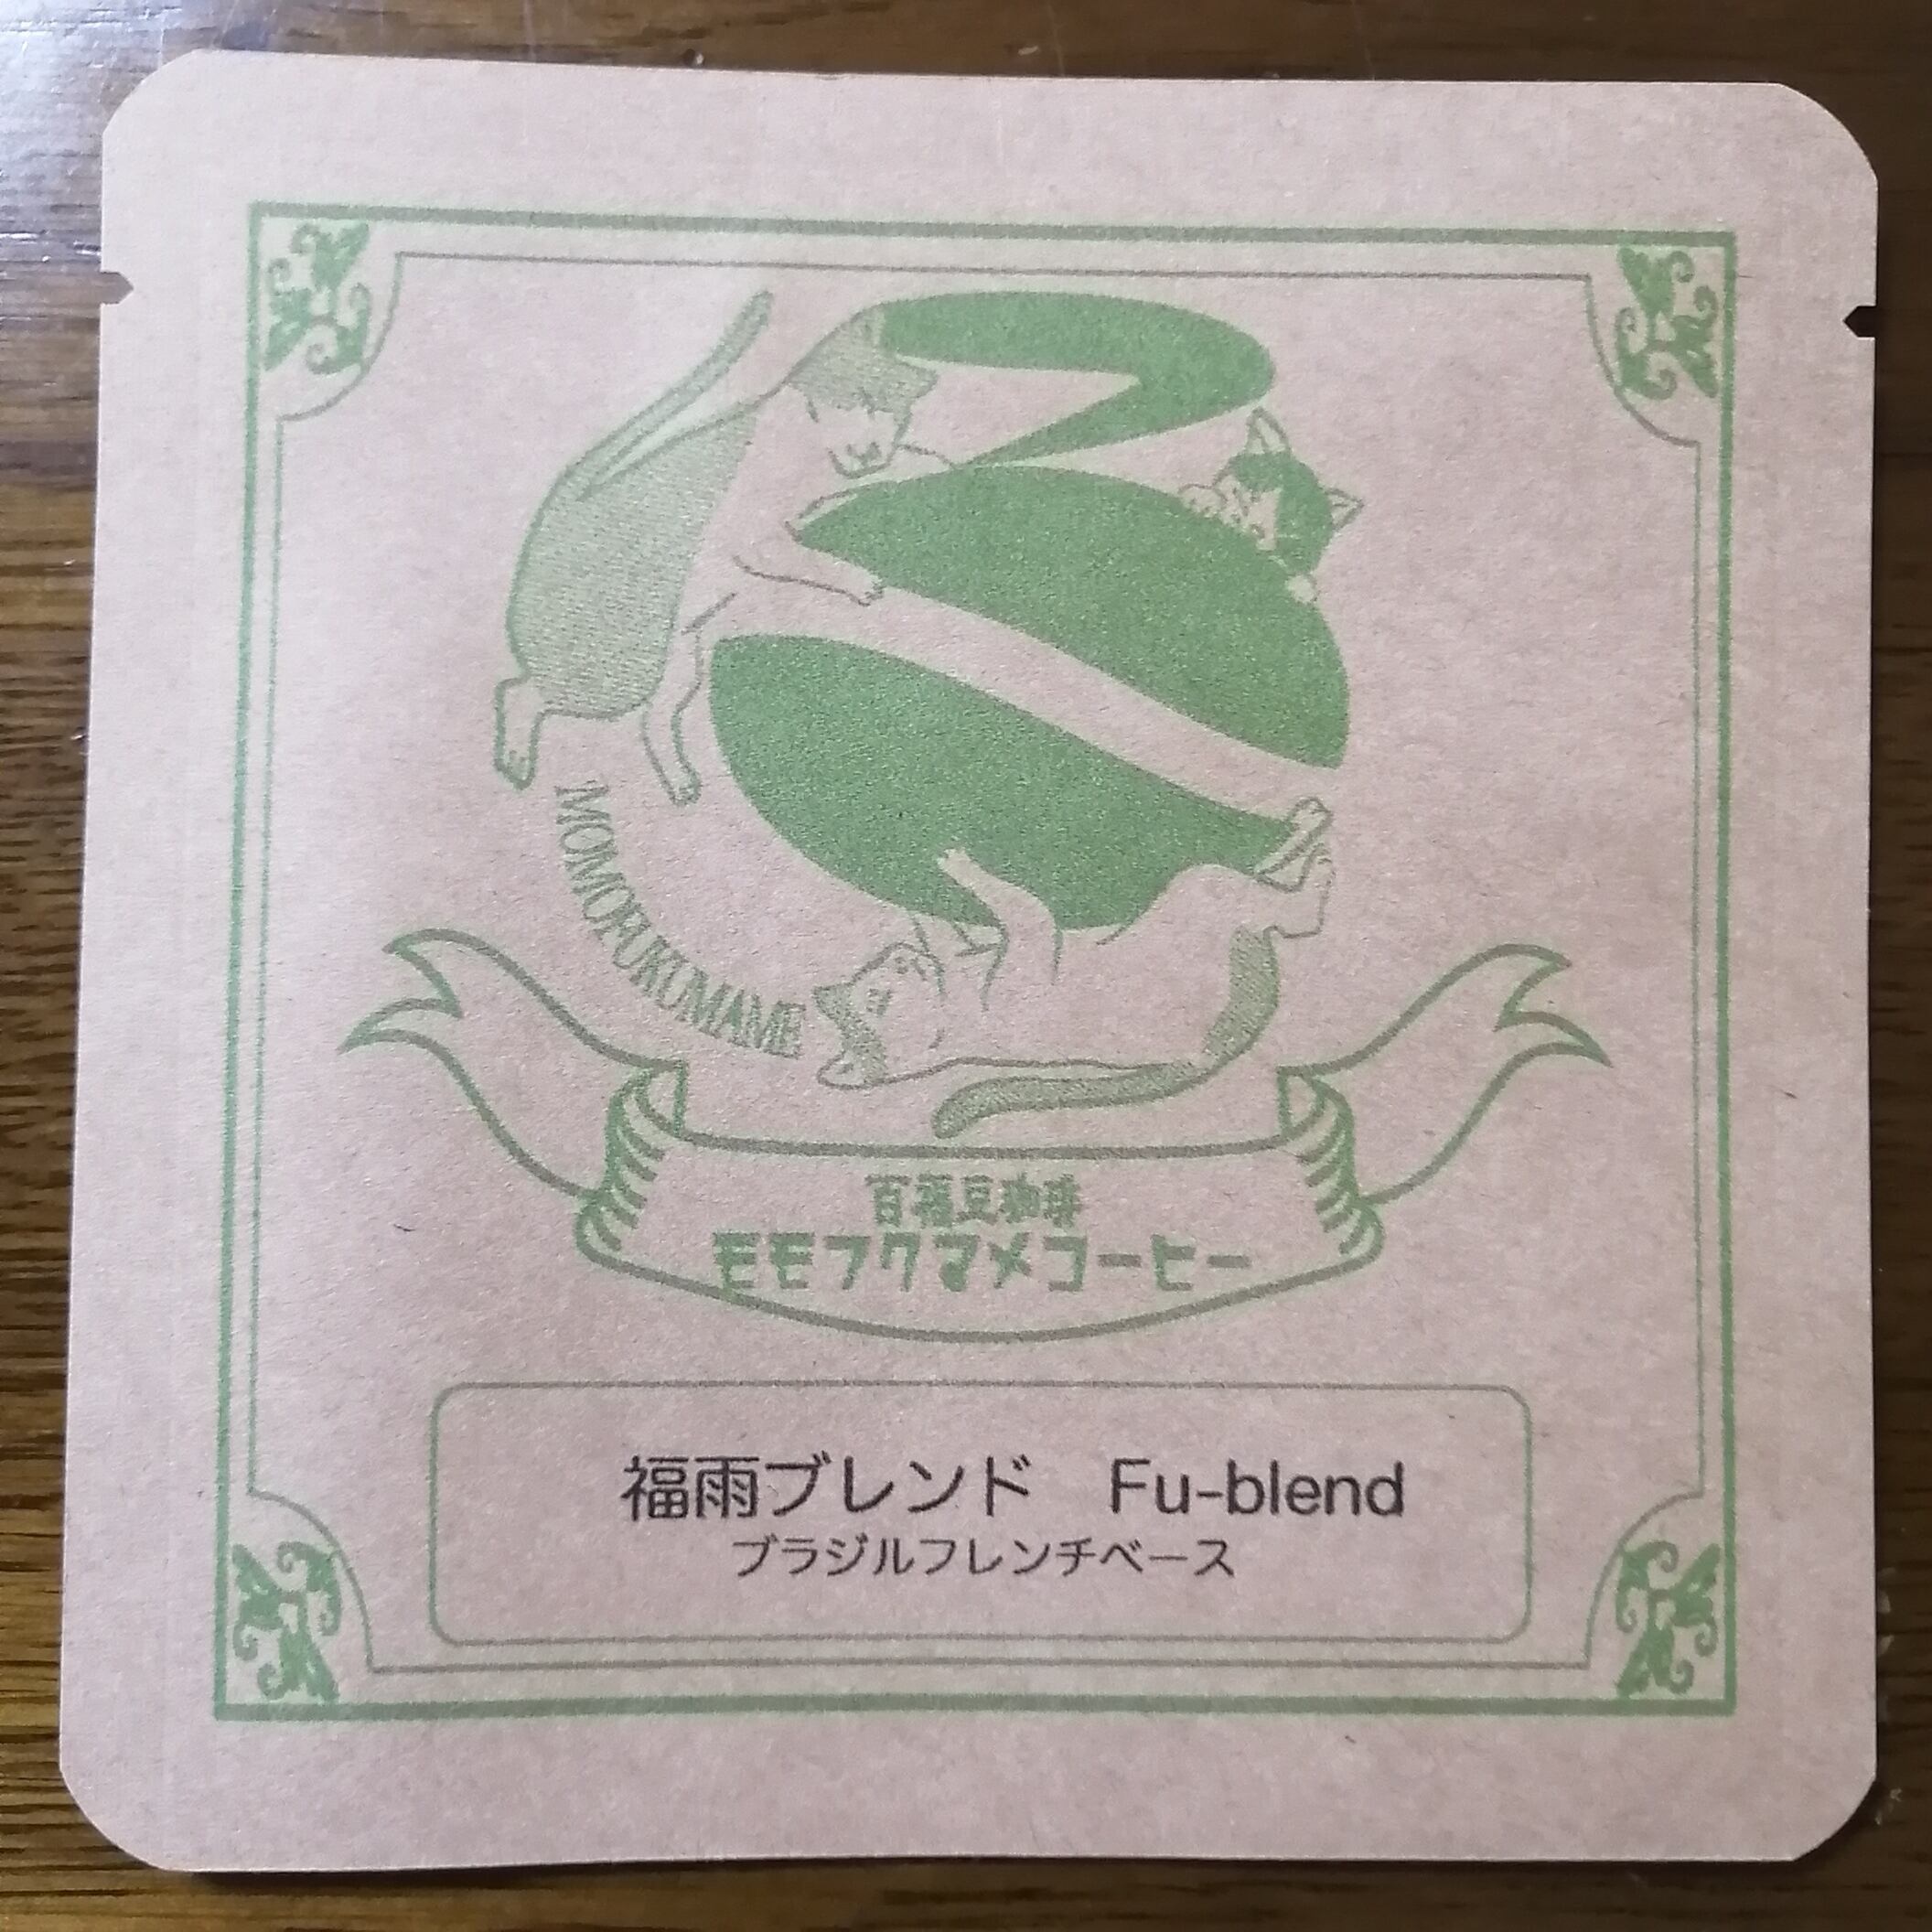 MOMOFUKUMAME
百福豆珈琲
モモフクマメコーヒー
福雨ブレンド　Fu-blend
ブラジルフレンチベース